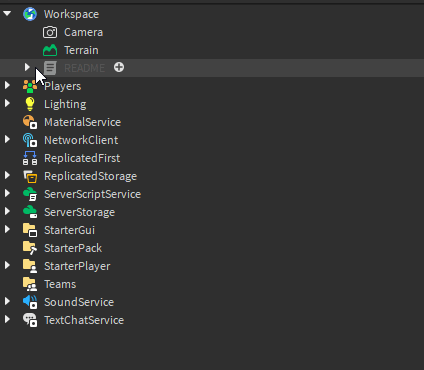 Workspace
Camera
Terrain
README
Players
Lighting
MaterialService
NetworkClient
ReplicatedFirst
ReplicatedStorage
ServerScriptService
ServerStorage
StarterGui
StarterPack
StarterPlayer
Teams
SoundService
TextChatService